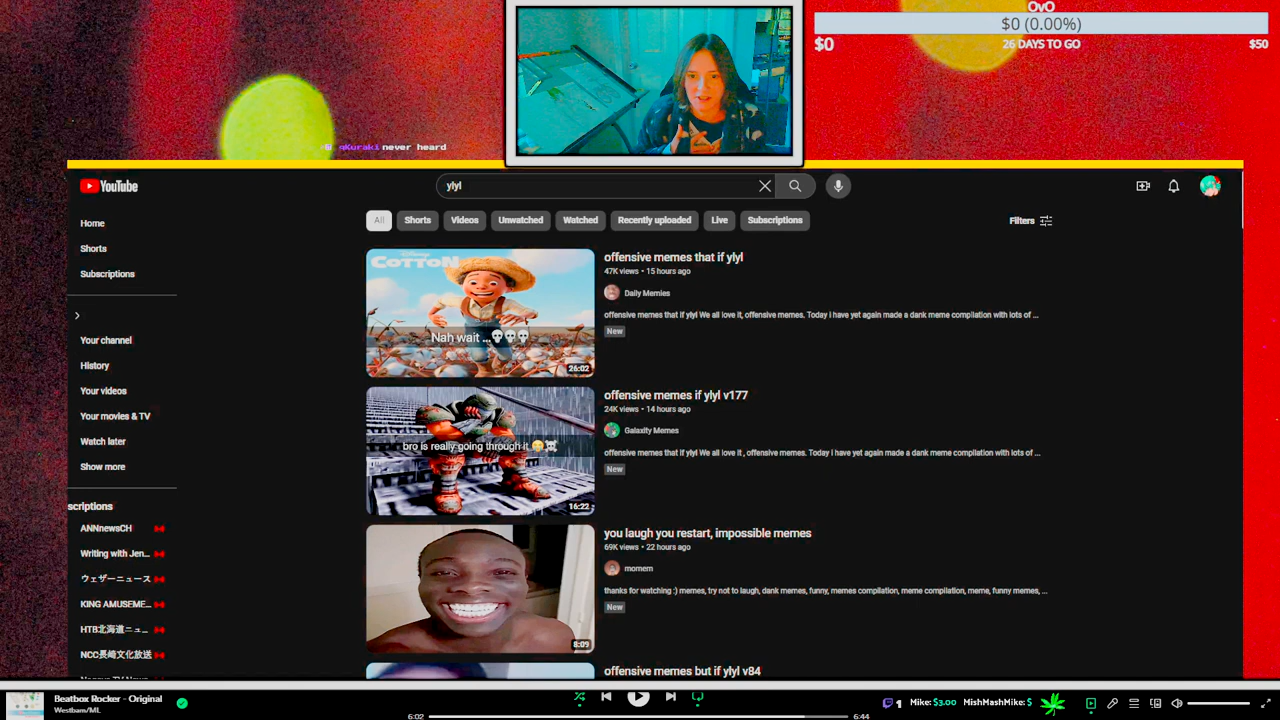 OvO
$0 (0.00%)
$0 26 DAYS TO GO $50
qKuraki never heard
YouTube
ylyl
Home
Shorts
Subscriptions
Your channel
History
Your videos
Your movies & TV
Watch later
Show more
scriptions
ANNnewsCH
Writing with Jen...
ウェザーニュース
KING AMUSEME...
HTB北海道ニュ...
NCC長崎文化放送
All Shorts Videos Unwatched Watched Recently uploaded Live Subscriptions Filters
Disney
COTTON
Nah wait ...💀💀💀
26:02
offensive memes that if ylyl
47K views • 15 hours ago
Daily Memies
offensive memes that if ylyl We all love it, offensive memes. Today i have yet again made a dank meme compilation with lots of ...
New
bro is really going through it
16:22
offensive memes if ylyl v177
24K views • 14 hours ago
Galaxity Memes
offensive memes if ylyl We all love it , offensive memes. Today i have yet again made a dank meme compilation with lots of ...
New
8:09
you laugh you restart, impossible memes
69K views • 22 hours ago
momem
thanks for watching :) memes, try not to laugh, dank memes, funny, memes compilation, meme compilation, meme, funny memes, ...
New
offensive memes but if ylyl v84
Beatbox Rocker - Original
Westbam/ML
6:02
6:44
1 Mike: $3.00 MishMashMike: $